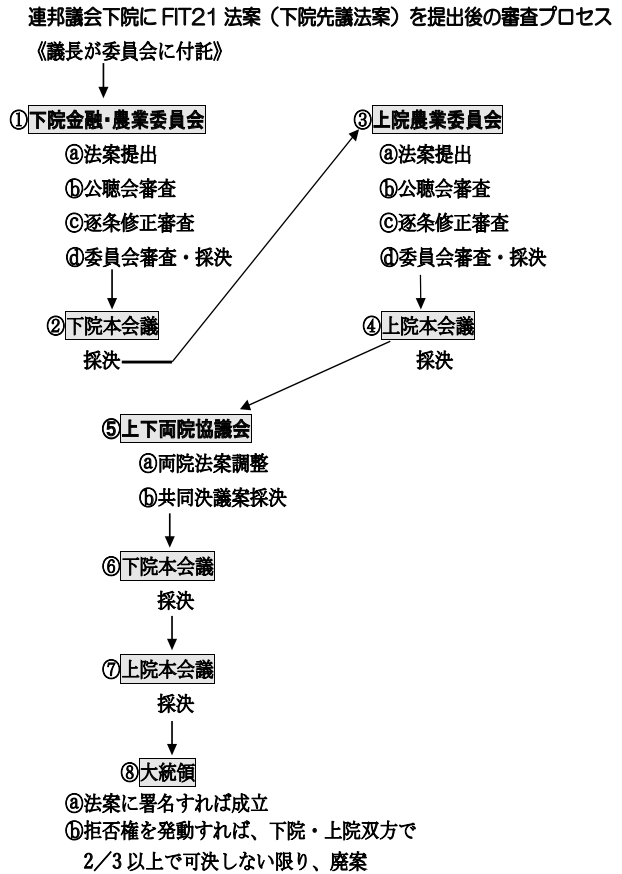 連邦議会下院にFIT21法案（下院先議法案）を提出後の審査プロセス
《議長が委員会に付託》
①下院金融・農業委員会
ⓐ法案提出
ⓑ公聴会審査
ⓒ逐条修正審査
ⓓ委員会審査・採決
②下院本会議
採決
③上院農業委員会
ⓐ法案提出
ⓑ公聴会審査
ⓒ逐条修正審査
ⓓ委員会審査・採決
④上院本会議
採決
⑤上下両院協議会
ⓐ両院法案調整
ⓑ共同決議案採決
⑥下院本会議
採決
⑦上院本会議
採決
⑧大統領
ⓐ法案に署名すれば成立
ⓑ拒否権を発動すれば、下院・上院双方で
2／3以上で可決しない限り、廃案